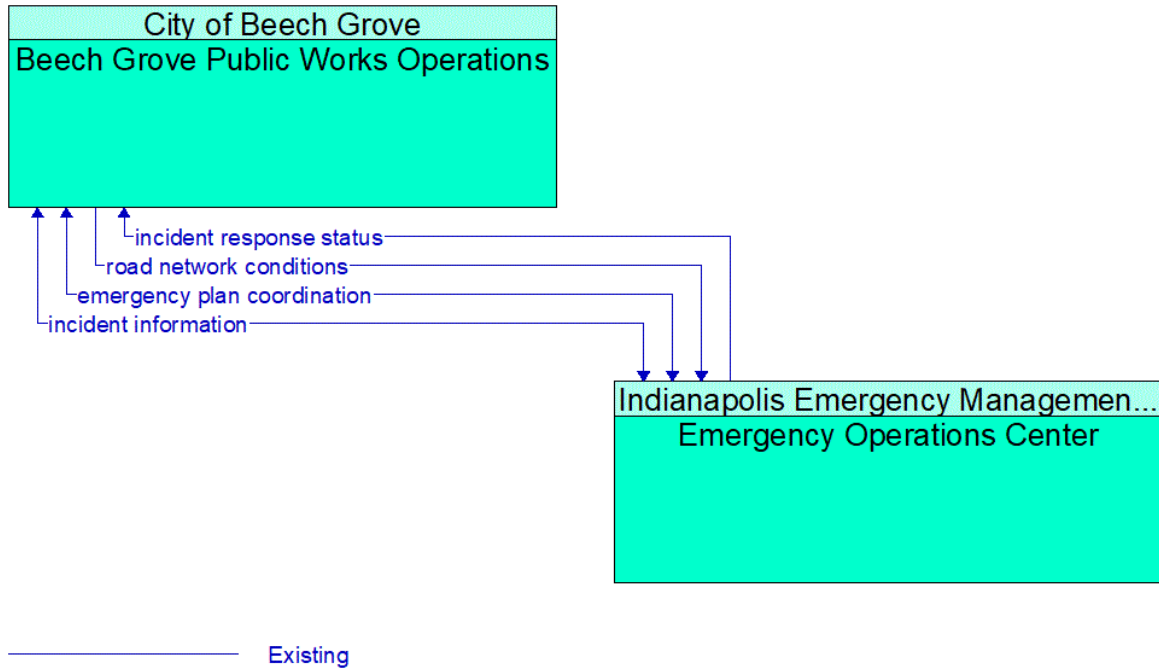 City of Beech Grove
Beech Grove Public Works Operations
incident response status
road network conditions
emergency plan coordination
incident information
Indianapolis Emergency Managemen...
Emergency Operations Center
Existing